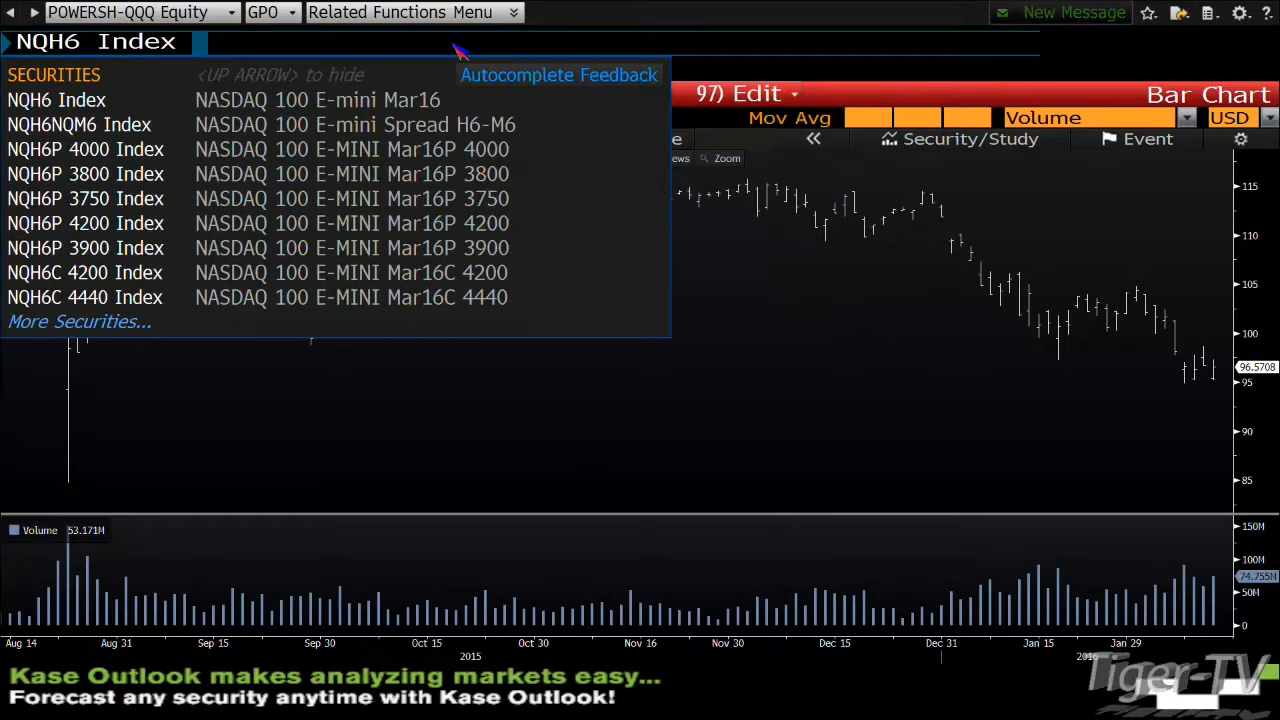 POWERSH-QQQ Equity GPO Related Functions Menu New Message
NQH6 Index
SECURITIES <UP ARROW> to hide Autocomplete Feedback
NQH6 Index NASDAQ 100 E-mini Mar16
NQH6NQM6 Index NASDAQ 100 E-mini Spread H6-M6
NQH6P 4000 Index NASDAQ 100 E-MINI Mar16P 4000
NQH6P 3800 Index NASDAQ 100 E-MINI Mar16P 3800
NQH6P 3750 Index NASDAQ 100 E-MINI Mar16P 3750
NQH6P 4200 Index NASDAQ 100 E-MINI Mar16P 4200
NQH6P 3900 Index NASDAQ 100 E-MINI Mar16P 3900
NQH6C 4200 Index NASDAQ 100 E-MINI Mar16C 4200
NQH6C 4440 Index NASDAQ 100 E-MINI Mar16C 4440
More Securities...
97) Edit Bar Chart
Mov Avg Volume USD
Security/Study Event
Zoom
115
110
105
100
96.5708
95
90
85
Volume 53.171M
150M
100M
74.755M
50M
0
Aug 14 Aug 31 Sep 15 Sep 30 Oct 15 Oct 30 Nov 16 Nov 30 Dec 15 Dec 31 Jan 15 Jan 29
2015
Kase Outlook makes analyzing markets easy...
Forecast any security anytime with Kase Outlook!
Tiger-TV